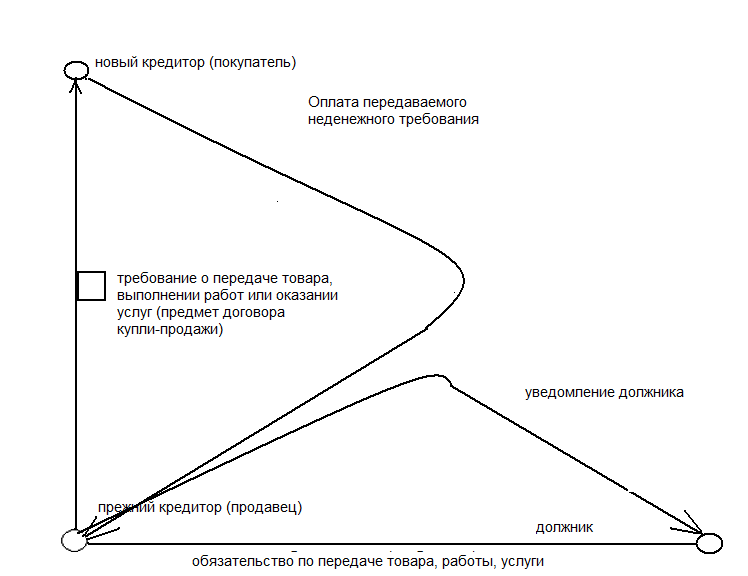 новый кредитор (покупатель)
Оплата передаваемого
неденежного требования
требование о передаче товара,
выполнении работ или оказании
услуг (предмет договора
купли-продажи)
уведомление должника
прежний кредитор (продавец)
должник
обязательство по передаче товара, работы, услуги